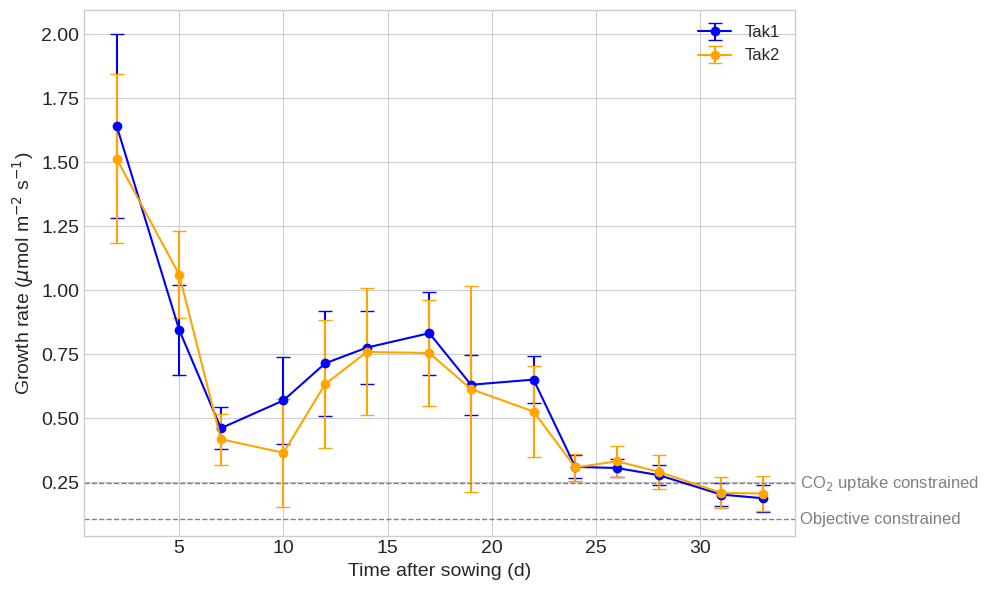 2.00
1.75
1.50
1.25
1.00
0.75
0.50
0.25
Growth rate (μmol m⁻² s⁻¹)
Tak1
Tak2
CO₂ uptake constrained
Objective constrained
5 10 15 20 25 30
Time after sowing (d)